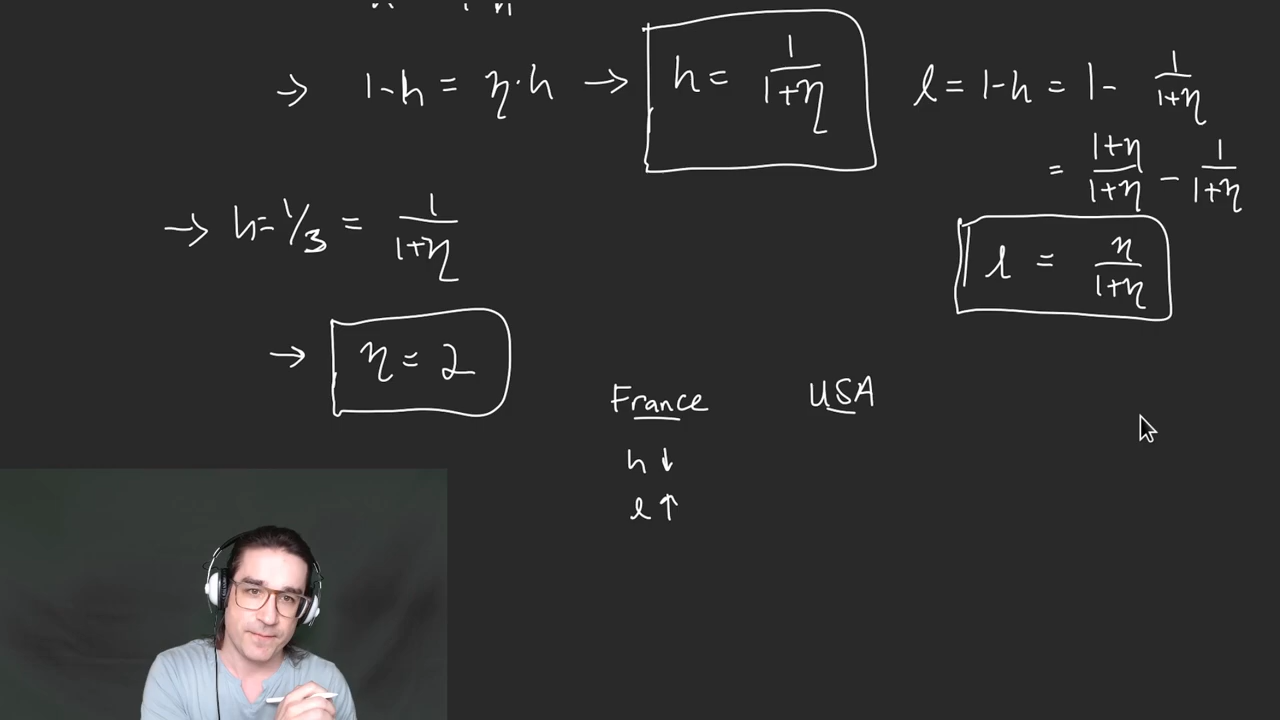 → 1-h = η·h → h = 1/(1+η)
l = 1-h = 1 - 1/(1+η)
= (1+η)/(1+η) - 1/(1+η)
l = η/(1+η)
→ h = 1/3 = 1/(1+η)
→ η = 2
France USA
h ↓
l ↑